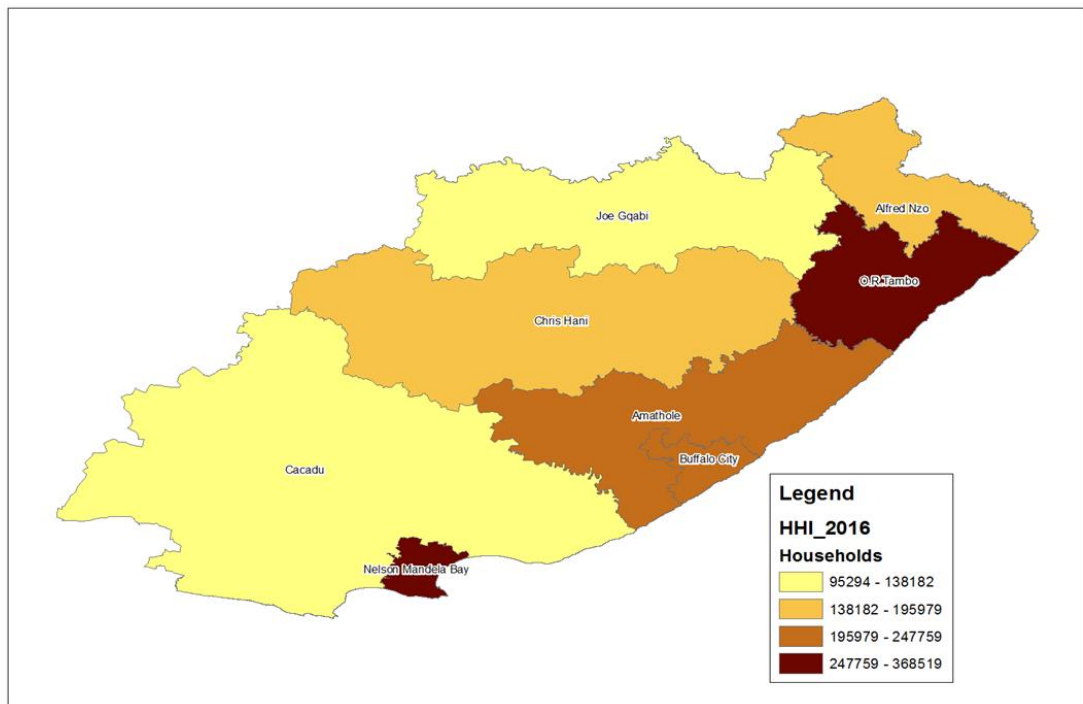 Joe Gqabi
Alfred Nzo
O.R.Tambo
Chris Hani
Amathole
Buffalo City
Cacadu
Nelson Mandela Bay
Legend
HHI_2016
Households
95294 - 138182
138182 - 195979
195979 - 247759
247759 - 368519